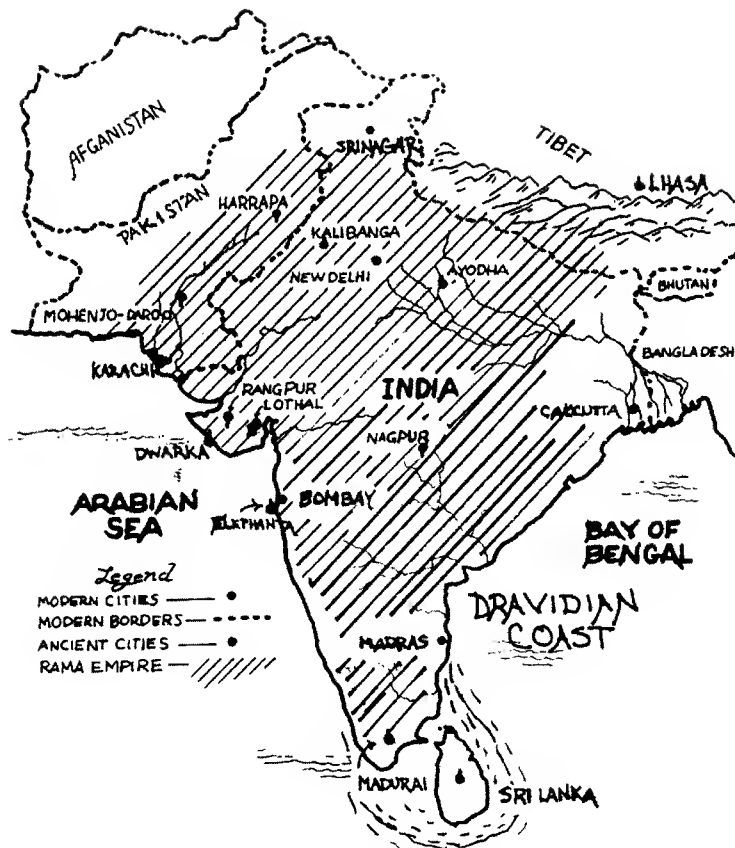 AFGANISTAN
SRINAGAR
TIBET
LHASA
PAKISTAN
HARRAPA
KALIBANGA
NEW DELHI
AYODHA
BHUTAN
MOHENJO-DARO
BANGLADESH
KARACHI
RANGPUR
LOTHAL
INDIA
CALCUTTA
NAGPUR
DWARKA
ARABIAN
SEA
BOMBAY
ELEPHANTA
BAY OF
BENGAL
Legend
MODERN CITIES
MODERN BORDERS
ANCIENT CITIES
RAMA EMPIRE
DRAVIDIAN
COAST
MADRAS
MADURAI
SRI LANKA